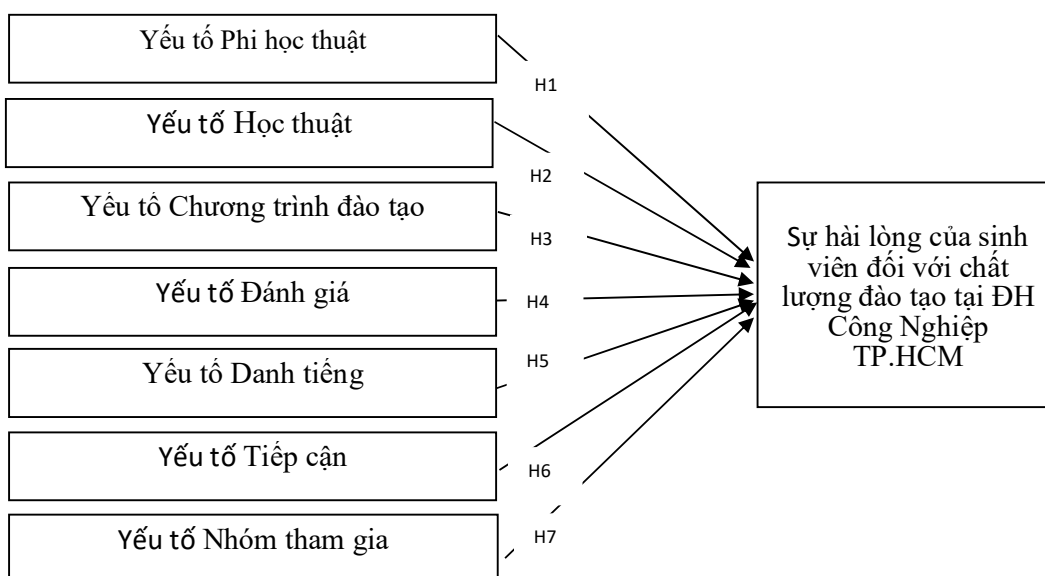 Yếu tố Phi học thuật
H1
Yếu tố Học thuật
H2
Yếu tố Chương trình đào tạo
H3
Yếu tố Đánh giá
H4
Yếu tố Danh tiếng
H5
Yếu tố Tiếp cận
H6
Yếu tố Nhóm tham gia
H7
Sự hài lòng của sinh
viên đối với chất
lượng đào tạo tại ĐH
Công Nghiệp
TP.HCM